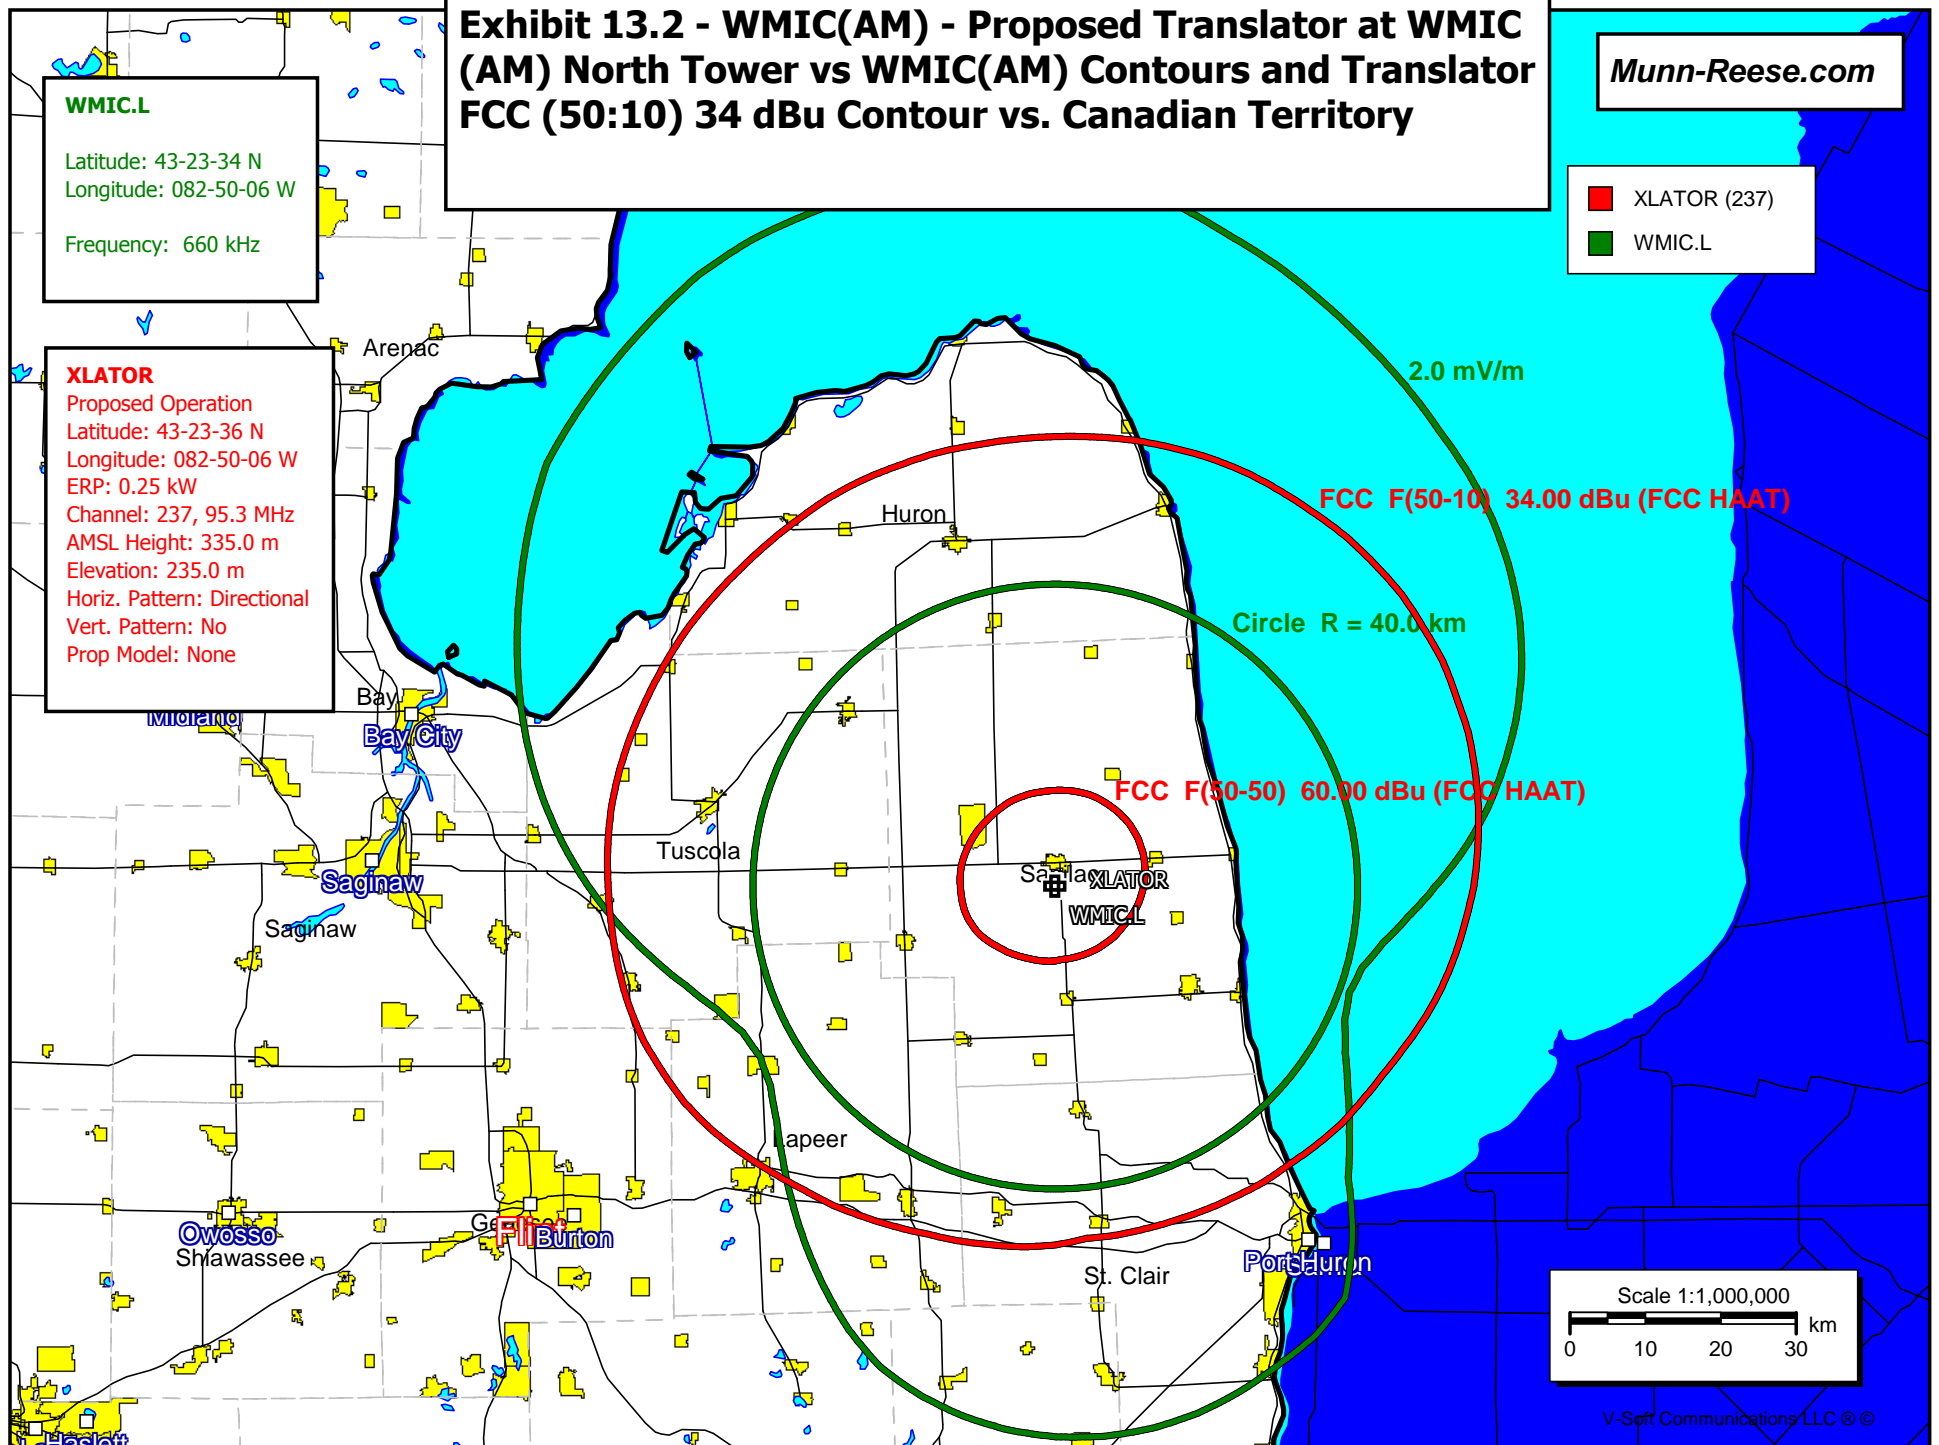 Exhibit 13.2 - WMIC(AM) - Proposed Translator at WMIC
(AM) North Tower vs WMIC(AM) Contours and Translator
FCC (50:10) 34 dBu Contour vs. Canadian Territory
Munn-Reese.com
WMIC.L
Latitude: 43-23-34 N
Longitude: 082-50-06 W
Frequency:  660 kHz
XLATOR (237)
WMIC.L
XLATOR
Proposed Operation
Latitude: 43-23-36 N
Longitude: 082-50-06 W
ERP: 0.25 kW
Channel: 237, 95.3 MHz
AMSL Height: 335.0 m
Elevation: 235.0 m
Horiz. Pattern: Directional
Vert. Pattern: No
Prop Model: None
Arenac
2.0 mV/m
FCC  F(50-10)  34.00 dBu (FCC HAAT)
Huron
Circle  R = 40.0 km
Bay
Midland
Bay City
FCC  F(50-50)  60.00 dBu (FCC HAAT)
Tuscola
Sanilac
XLATOR
WMIC.L
Saginaw
Saginaw
Lapeer
Owosso
Shiawassee
Genesee
Flint
Burton
Port Huron
Sarnia
St. Clair
Scale 1:1,000,000
km
0 10 20 30
V-Soft Communications LLC ® ©
Haslett